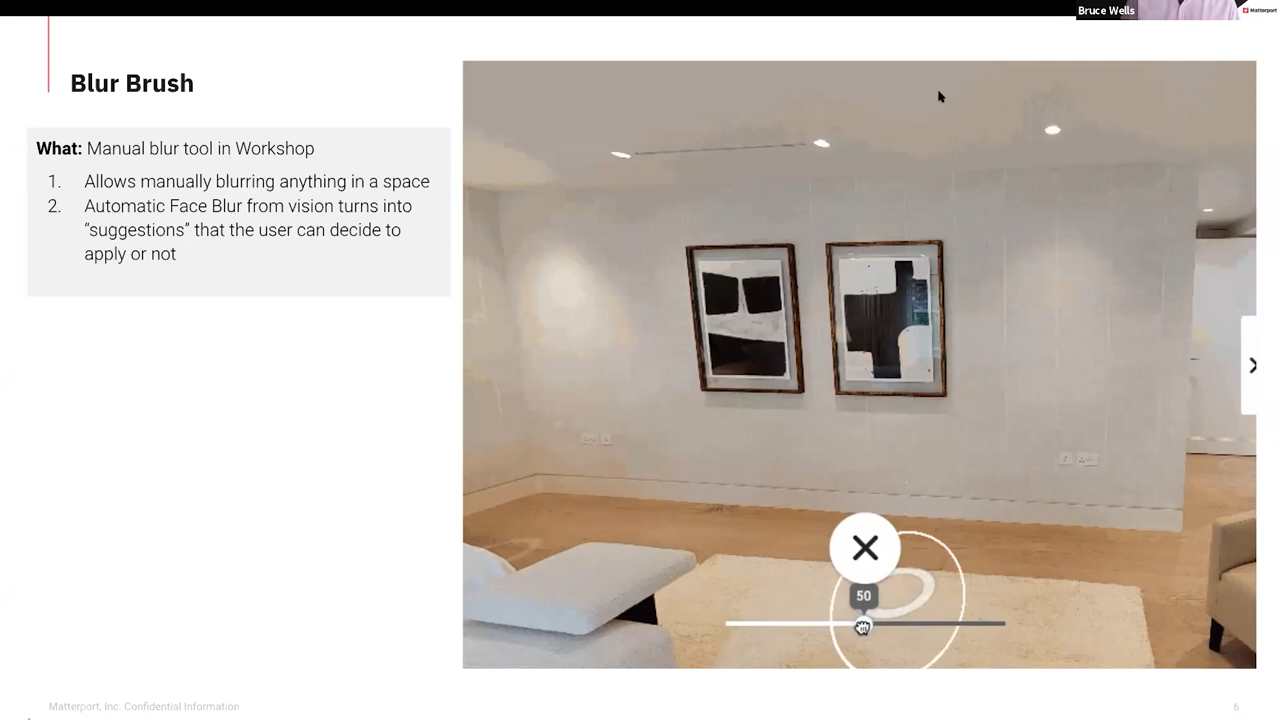 Bruce Wells
Matterport
Blur Brush
What: Manual blur tool in Workshop
1. Allows manually blurring anything in a space
2. Automatic Face Blur from vision turns into
“suggestions” that the user can decide to
apply or not
50
Matterport, Inc. Confidential Information
6